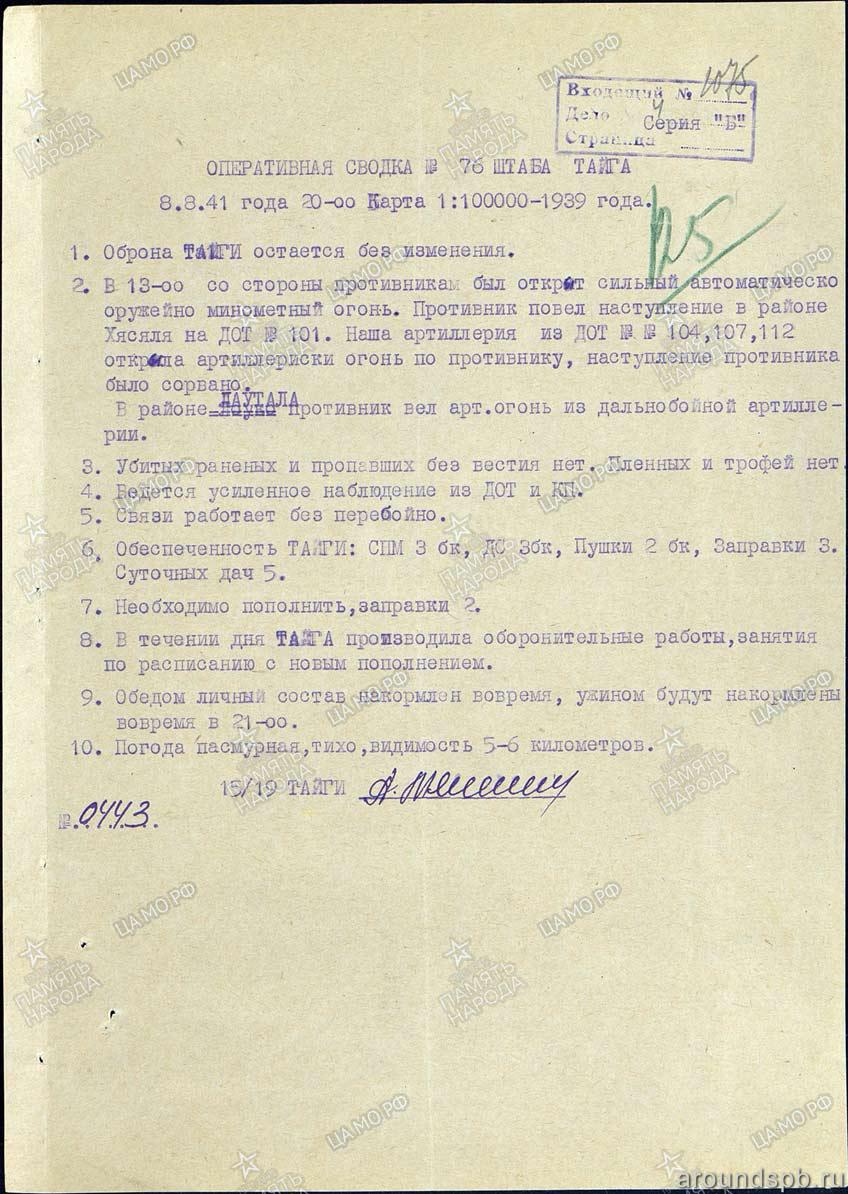 Входящий № 1075
Дело № 4 Серия "Б"
Страница
ОПЕРАТИВНАЯ СВОДКА № 76 ШТАБА ТАЙГА
8.8.41 года 20-оо Карта 1:100000-1939 года.
125
1. Оброна ТАЙГИ остается без изменения.
2. В 13-оо со стороны противникам был открыт сильный автоматическо
оружейно минометный огонь. Противник повел наступление в районе
Хясяля на ДОТ № 101. Наша артиллерия из ДОТ №№ 104,107,112
открыла артиллериски огонь по противнику, наступление противника
было сорвано.
В районе ЛАУТАЛА противник вел арт.огонь из дальнобойной артилле-
рии.
3. Убитых раненых и пропавших без вестия нет. Пленных и трофей нет.
4. Ведется усиленное наблюдение из ДОТ и КП.
5. Связи работает без перебойно.
6. Обеспеченность ТАЙГИ: СПМ 3 бк, ДС 3бк, Пушки 2 бк, Заправки 3.
Суточных дач 5.
7. Необходимо пополнить,заправки 2.
8. В течении дня ТАЙГА производила оборонительные работы,занятия
по расписанию с новым пополнением.
9. Обедом личный состав накормлен вовремя, ужином будут накормлены
вовремя в 21-оо.
10. Погода пасмурная,тихо,видимость 5-6 километров.
15/19 ТАЙГИ
№.0443.
ЦАМО РФ
ПАМЯТЬ НАРОДА
aroundspb.ru